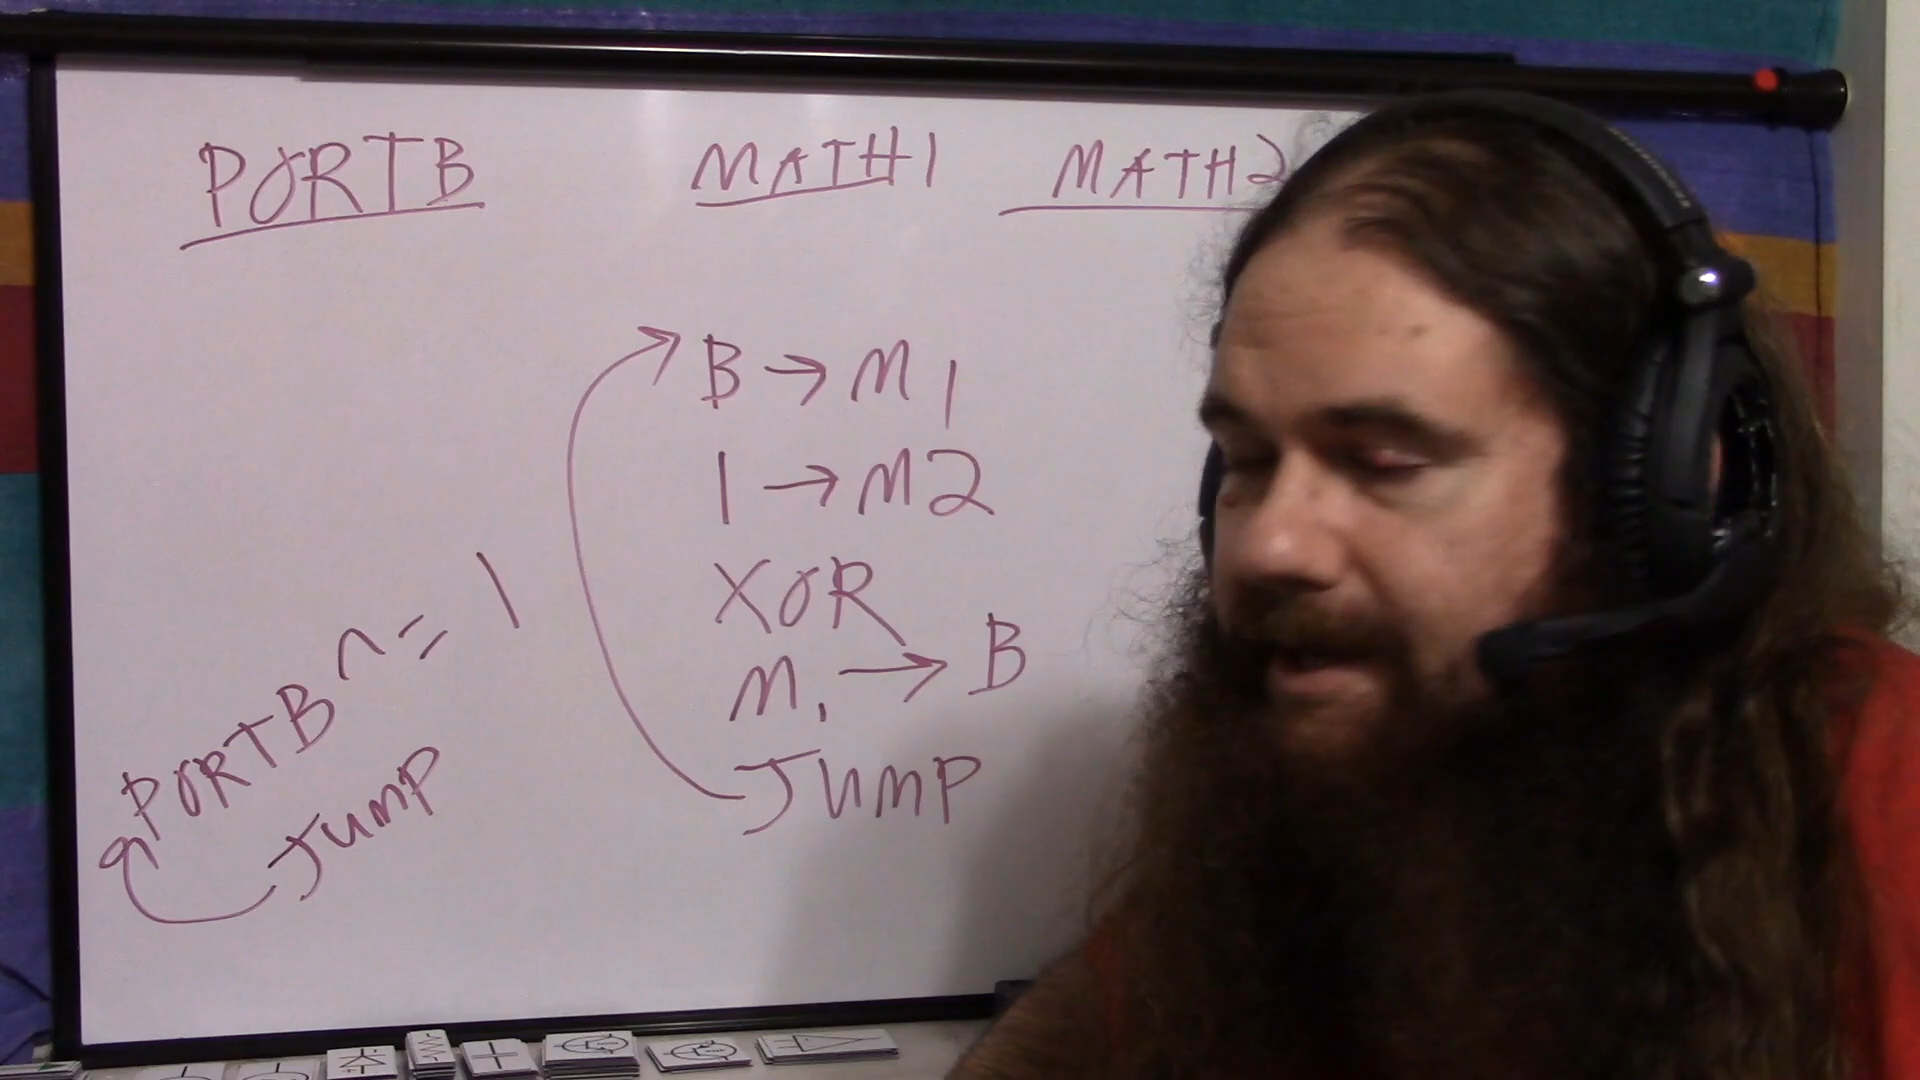 PORTB MATH1 MATH2
B → M1
1 → M2
XOR
M1 → B
JUMP
PORTB ^= 1
JUMP